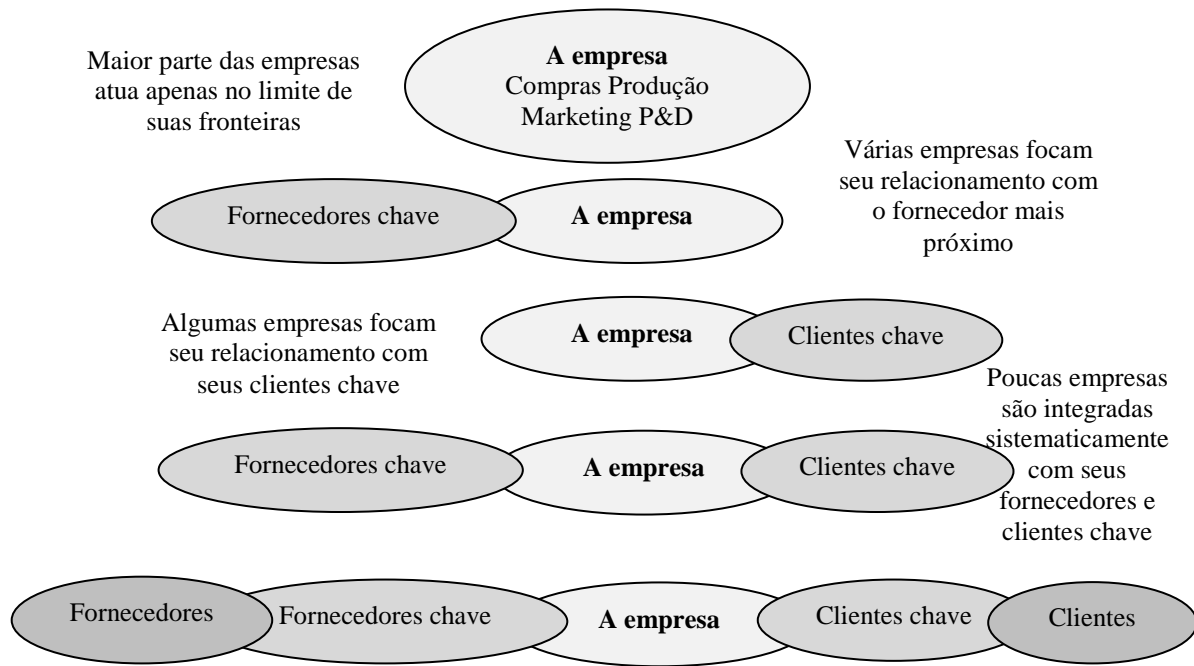 Maior parte das empresas
atua apenas no limite de
suas fronteiras
A empresa
Compras Produção
Marketing P&D
Várias empresas focam
seu relacionamento com
o fornecedor mais
próximo
Fornecedores chave
A empresa
Algumas empresas focam
seu relacionamento com
seus clientes chave
A empresa
Clientes chave
Poucas empresas
são integradas
sistematicamente
com seus
fornecedores e
clientes chave
Fornecedores chave
A empresa
Clientes chave
Fornecedores
Fornecedores chave
A empresa
Clientes chave
Clientes